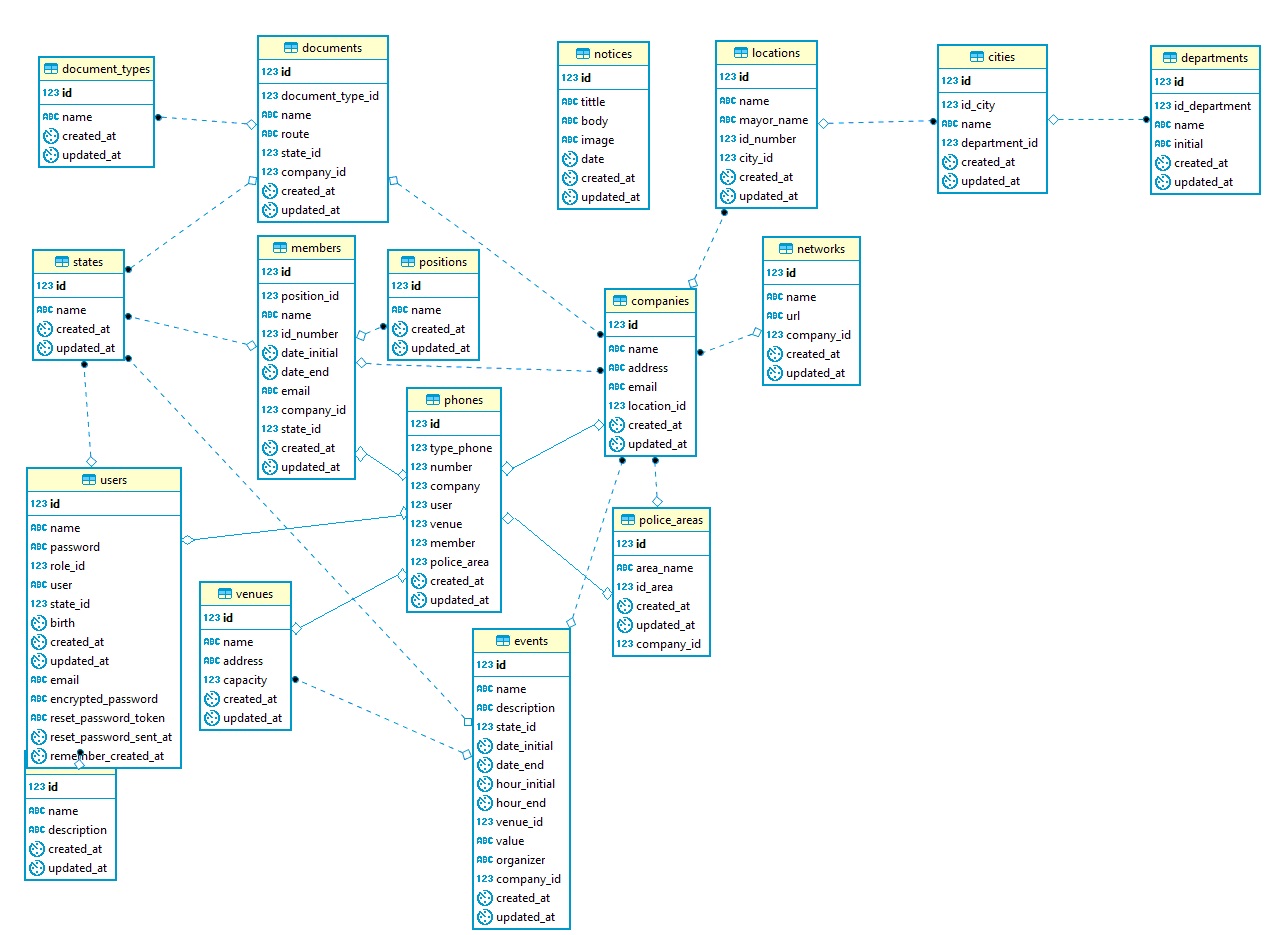 document_types
123 id
ABC name
created_at
updated_at
documents
123 id
123 document_type_id
ABC name
ABC route
123 state_id
123 company_id
created_at
updated_at
notices
123 id
ABC tittle
ABC body
ABC image
date
created_at
updated_at
locations
123 id
ABC name
ABC mayor_name
123 id_number
123 city_id
created_at
updated_at
cities
123 id
123 id_city
ABC name
123 department_id
created_at
updated_at
departments
123 id
123 id_department
ABC name
ABC initial
created_at
updated_at
states
123 id
ABC name
created_at
updated_at
members
123 id
123 position_id
ABC name
123 id_number
date_initial
date_end
ABC email
123 company_id
123 state_id
created_at
updated_at
positions
123 id
ABC name
created_at
updated_at
companies
123 id
ABC name
ABC address
ABC email
123 location_id
created_at
updated_at
networks
123 id
ABC name
ABC url
123 company_id
created_at
updated_at
phones
123 id
123 type_phone
123 number
123 company
123 user
123 venue
123 member
123 police_area
created_at
updated_at
users
123 id
ABC name
ABC password
123 role_id
ABC user
123 state_id
birth
created_at
updated_at
ABC email
ABC encrypted_password
ABC reset_password_token
reset_password_sent_at
remember_created_at
123 id
ABC name
ABC description
created_at
updated_at
venues
123 id
ABC name
ABC address
123 capacity
created_at
updated_at
police_areas
123 id
ABC area_name
123 id_area
created_at
updated_at
123 company_id
events
123 id
ABC name
ABC description
123 state_id
date_initial
date_end
hour_initial
hour_end
123 venue_id
ABC value
ABC organizer
123 company_id
created_at
updated_at